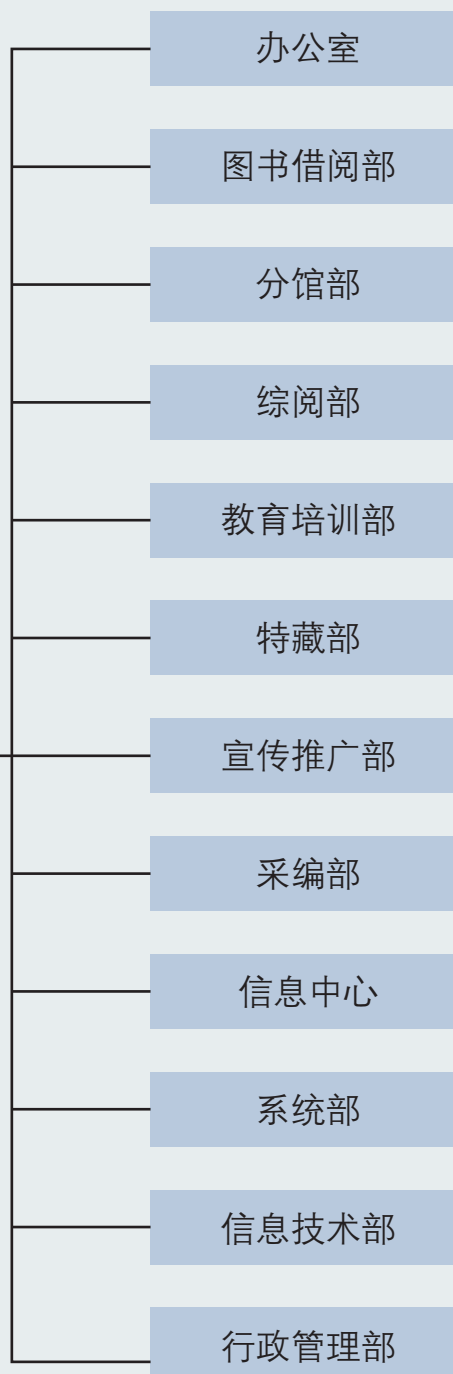 办公室
图书借阅部
分馆部
综阅部
教育培训部
特藏部
宣传推广部
采编部
信息中心
系统部
信息技术部
行政管理部